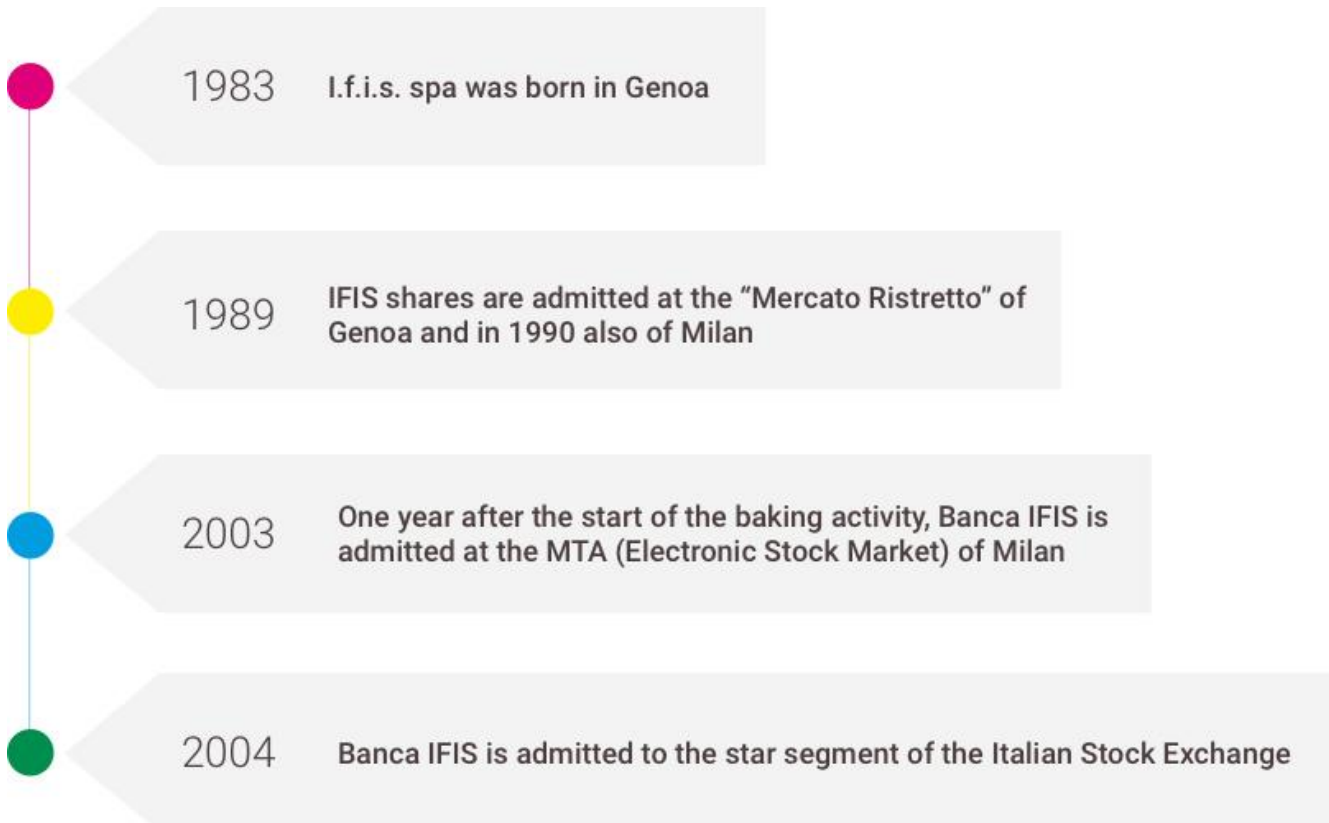 1983 I.f.i.s. spa was born in Genoa
1989 IFIS shares are admitted at the “Mercato Ristretto” of
Genoa and in 1990 also of Milan
2003 One year after the start of the baking activity, Banca IFIS is
admitted at the MTA (Electronic Stock Market) of Milan
2004 Banca IFIS is admitted to the star segment of the Italian Stock Exchange